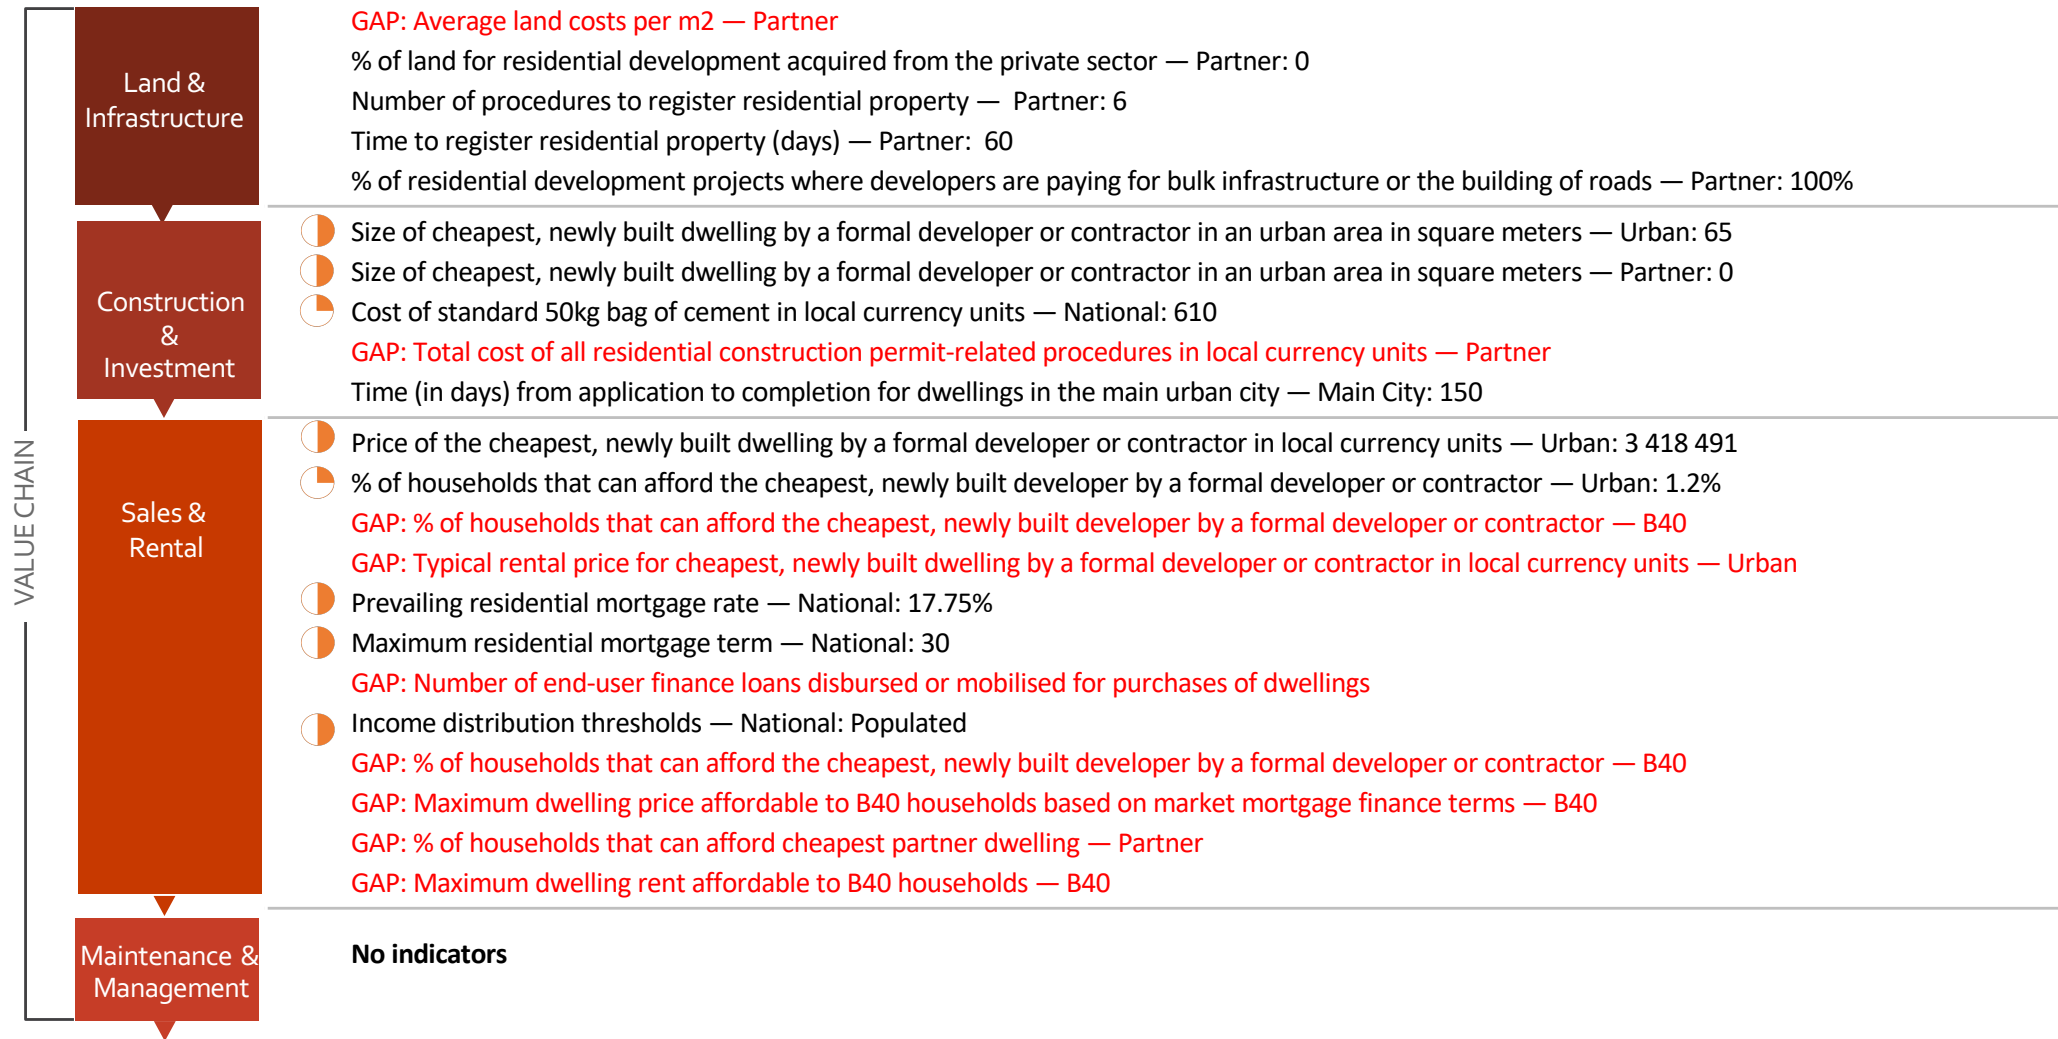 VALUE CHAIN
Land &
Infrastructure
GAP: Average land costs per m2 — Partner
% of land for residential development acquired from the private sector — Partner: 0
Number of procedures to register residential property — Partner: 6
Time to register residential property (days) — Partner: 60
% of residential development projects where developers are paying for bulk infrastructure or the building of roads — Partner: 100%
Construction
&
Investment
Size of cheapest, newly built dwelling by a formal developer or contractor in an urban area in square meters — Urban: 65
Size of cheapest, newly built dwelling by a formal developer or contractor in an urban area in square meters — Partner: 0
Cost of standard 50kg bag of cement in local currency units — National: 610
GAP: Total cost of all residential construction permit-related procedures in local currency units — Partner
Time (in days) from application to completion for dwellings in the main urban city — Main City: 150
Sales &
Rental
Price of the cheapest, newly built dwelling by a formal developer or contractor in local currency units — Urban: 3 418 491
% of households that can afford the cheapest, newly built developer by a formal developer or contractor — Urban: 1.2%
GAP: % of households that can afford the cheapest, newly built developer by a formal developer or contractor — B40
GAP: Typical rental price for cheapest, newly built dwelling by a formal developer or contractor in local currency units — Urban
Prevailing residential mortgage rate — National: 17.75%
Maximum residential mortgage term — National: 30
GAP: Number of end-user finance loans disbursed or mobilised for purchases of dwellings
Income distribution thresholds — National: Populated
GAP: % of households that can afford the cheapest, newly built developer by a formal developer or contractor — B40
GAP: Maximum dwelling price affordable to B40 households based on market mortgage finance terms — B40
GAP: % of households that can afford cheapest partner dwelling — Partner
GAP: Maximum dwelling rent affordable to B40 households — B40
Maintenance &
Management
No indicators